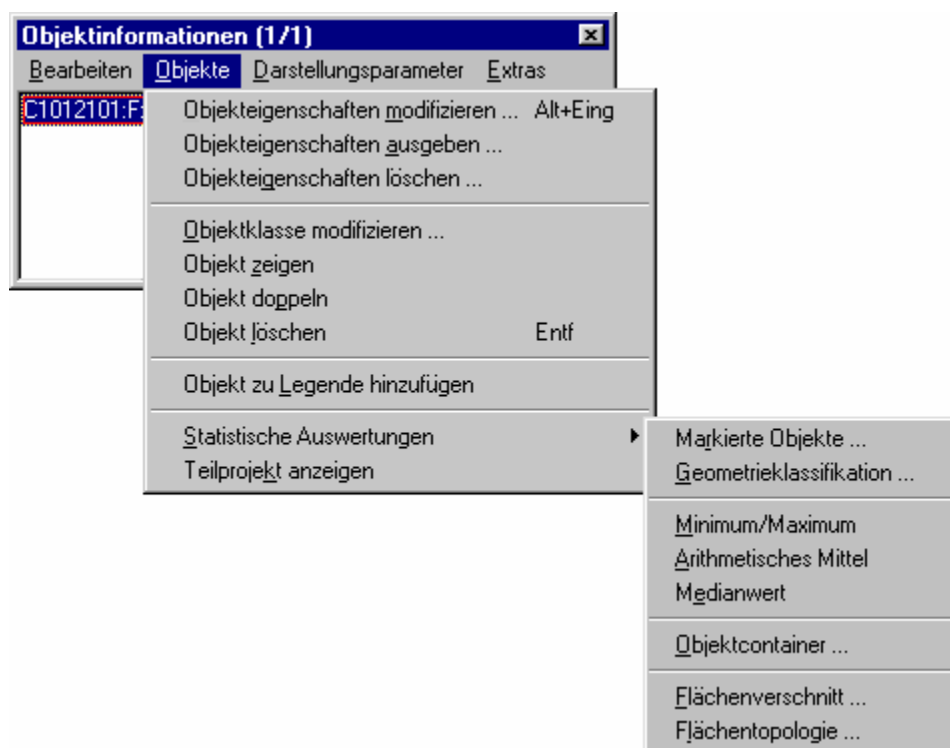 Objektinformationen (1/1)
Bearbeiten Objekte Darstellungsparameter Extras
C1012101:F
Objekteigenschaften modifizieren ... Alt+Eing
Objekteigenschaften ausgeben ...
Objekteigenschaften löschen ...
Objektklasse modifizieren ...
Objekt zeigen
Objekt doppeln
Objekt löschen Entf
Objekt zu Legende hinzufügen
Statistische Auswertungen
Teilprojekt anzeigen
Markierte Objekte ...
Geometrieklassifikation ...
Minimum/Maximum
Arithmetisches Mittel
Medianwert
Objektcontainer ...
Flächenverschnitt ...
Flächentopologie ...